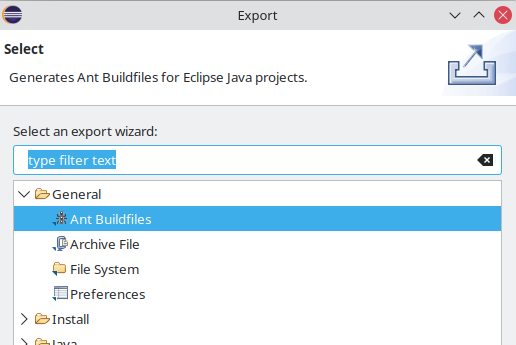 Export
Select
Generates Ant Buildfiles for Eclipse Java projects.
Select an export wizard:
type filter text
General
Ant Buildfiles
Archive File
File System
Preferences
Install
Java